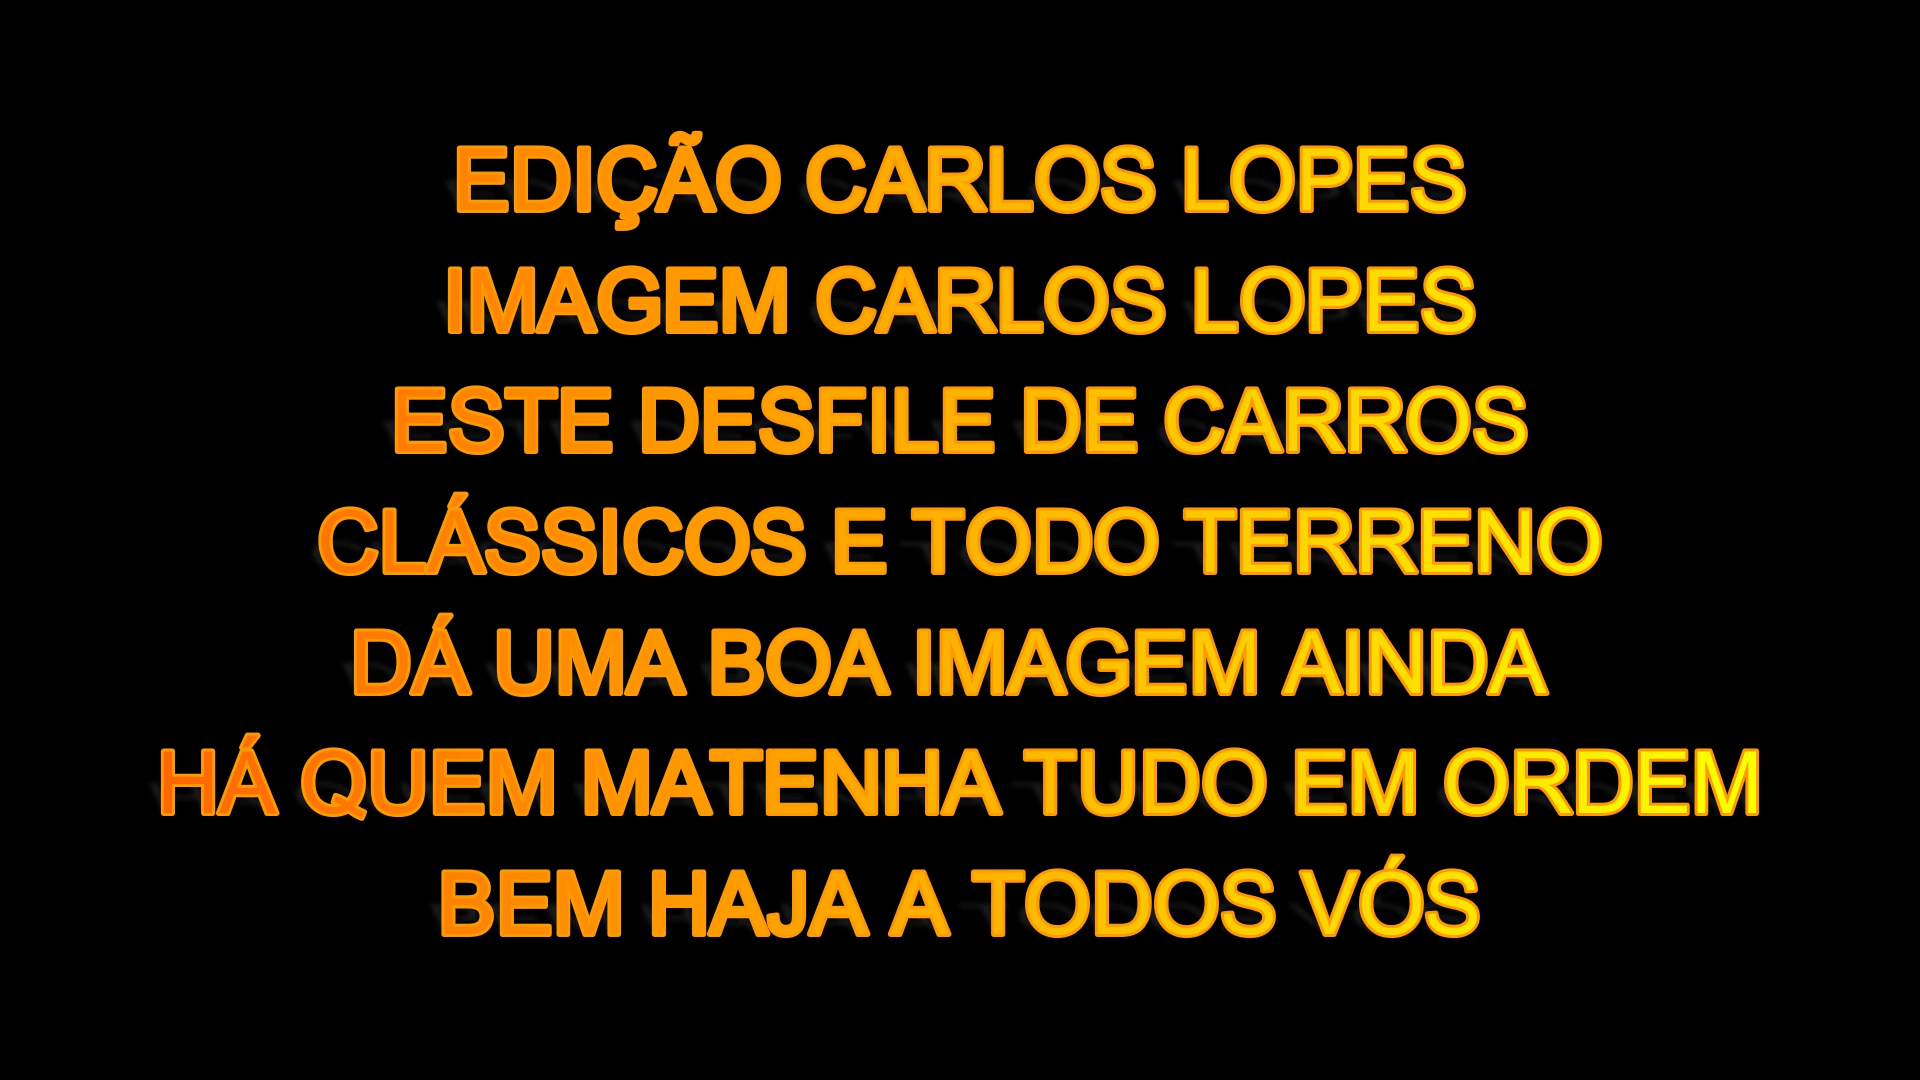 EDIÇÃO CARLOS LOPES
IMAGEM CARLOS LOPES
ESTE DESFILE DE CARROS
CLÁSSICOS E TODO TERRENO
DÁ UMA BOA IMAGEM AINDA
HÁ QUEM MATENHA TUDO EM ORDEM
BEM HAJA A TODOS VÓS